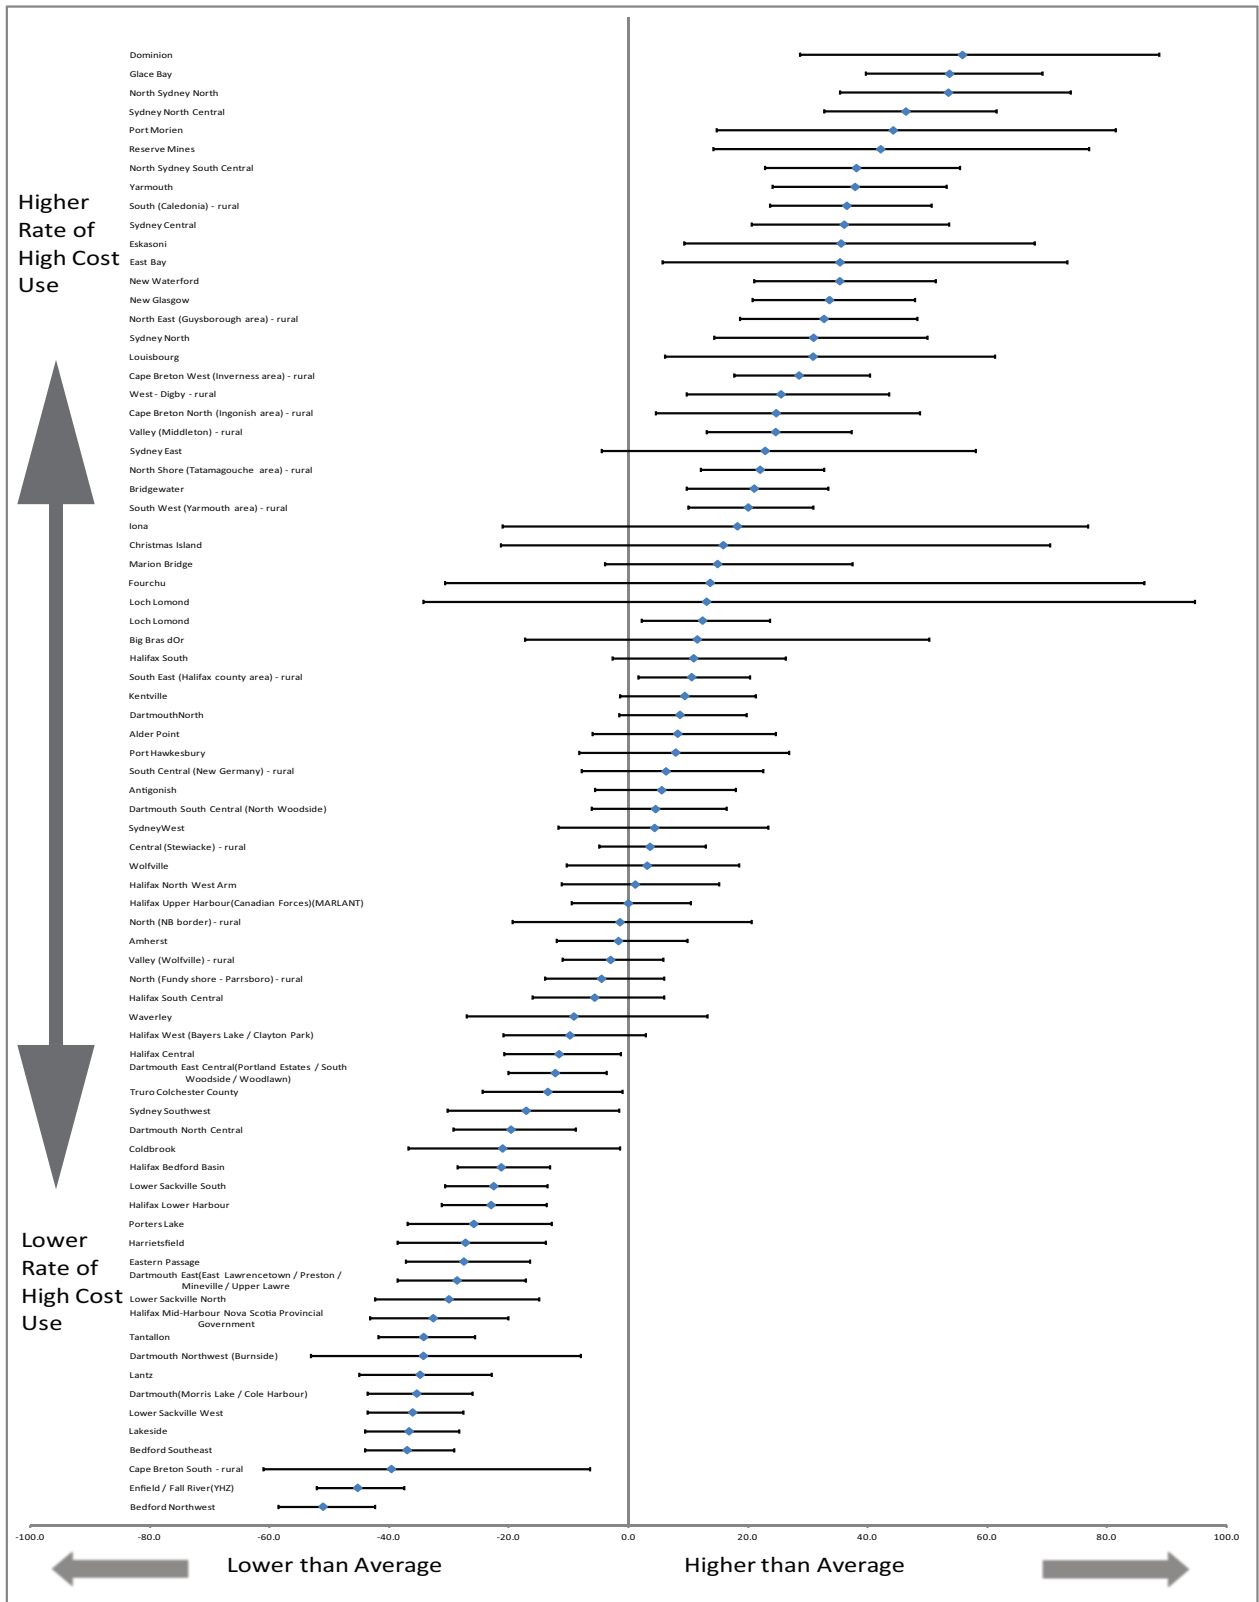 Dominion
Glace Bay
North Sydney North
Sydney North Central
Port Morien
Reserve Mines
North Sydney South Central
Yarmouth
South (Caledonia) - rural
Sydney Central
Eskasoni
East Bay
New Waterford
New Glasgow
North East (Guysborough area) - rural
Sydney North
Louisbourg
Cape Breton West (Inverness area) - rural
West - Digby - rural
Cape Breton North (Ingonish area) - rural
Valley (Middleton) - rural
Sydney East
North Shore (Tatamagouche area) - rural
Bridgewater
South West (Yarmouth area) - rural
Iona
Christmas Island
Marion Bridge
Fourchu
Loch Lomond
Loch Lomond
Big Bras dOr
Halifax South
South East (Halifax county area) - rural
Kentville
DartmouthNorth
Alder Point
Port Hawkesbury
South Central (New Germany) - rural
Antigonish
Dartmouth South Central (North Woodside)
SydneyWest
Central (Stewiacke) - rural
Wolfville
Halifax North West Arm
Halifax Upper Harbour(Canadian Forces)(MARLANT)
North (NB border) - rural
Amherst
Valley (Wolfville) - rural
North (Fundy shore - Parrsboro) - rural
Halifax South Central
Waverley
Halifax West (Bayers Lake / Clayton Park)
Halifax Central
Dartmouth East Central(Portland Estates / South
Woodside / Woodlawn)
Truro Colchester County
Sydney Southwest
Dartmouth North Central
Coldbrook
Halifax Bedford Basin
Lower Sackville South
Halifax Lower Harbour
Porters Lake
Harrietsfield
Eastern Passage
Dartmouth East(East Lawrencetown / Preston /
Mineville / Upper Lawre
Lower Sackville North
Halifax Mid-Harbour Nova Scotia Provincial
Government
Tantallon
Dartmouth Northwest (Burnside)
Lantz
Dartmouth(Morris Lake / Cole Harbour)
Lower Sackville West
Lakeside
Bedford Southeast
Cape Breton South - rural
Enfield / Fall River(YHZ)
Bedford Northwest
Higher
Rate of
High Cost
Use
Lower
Rate of
High Cost
Use
-100.0 -80.0 -60.0 -40.0 -20.0 0.0 20.0 40.0 60.0 80.0 100.0
Lower than Average Higher than Average